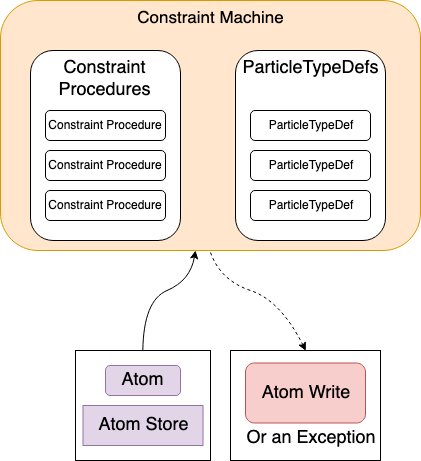 Constraint Machine
Constraint
Procedures
Constraint Procedure
Constraint Procedure
Constraint Procedure
ParticleTypeDefs
ParticleTypeDef
ParticleTypeDef
ParticleTypeDef
Atom
Atom Store
Atom Write
Or an Exception